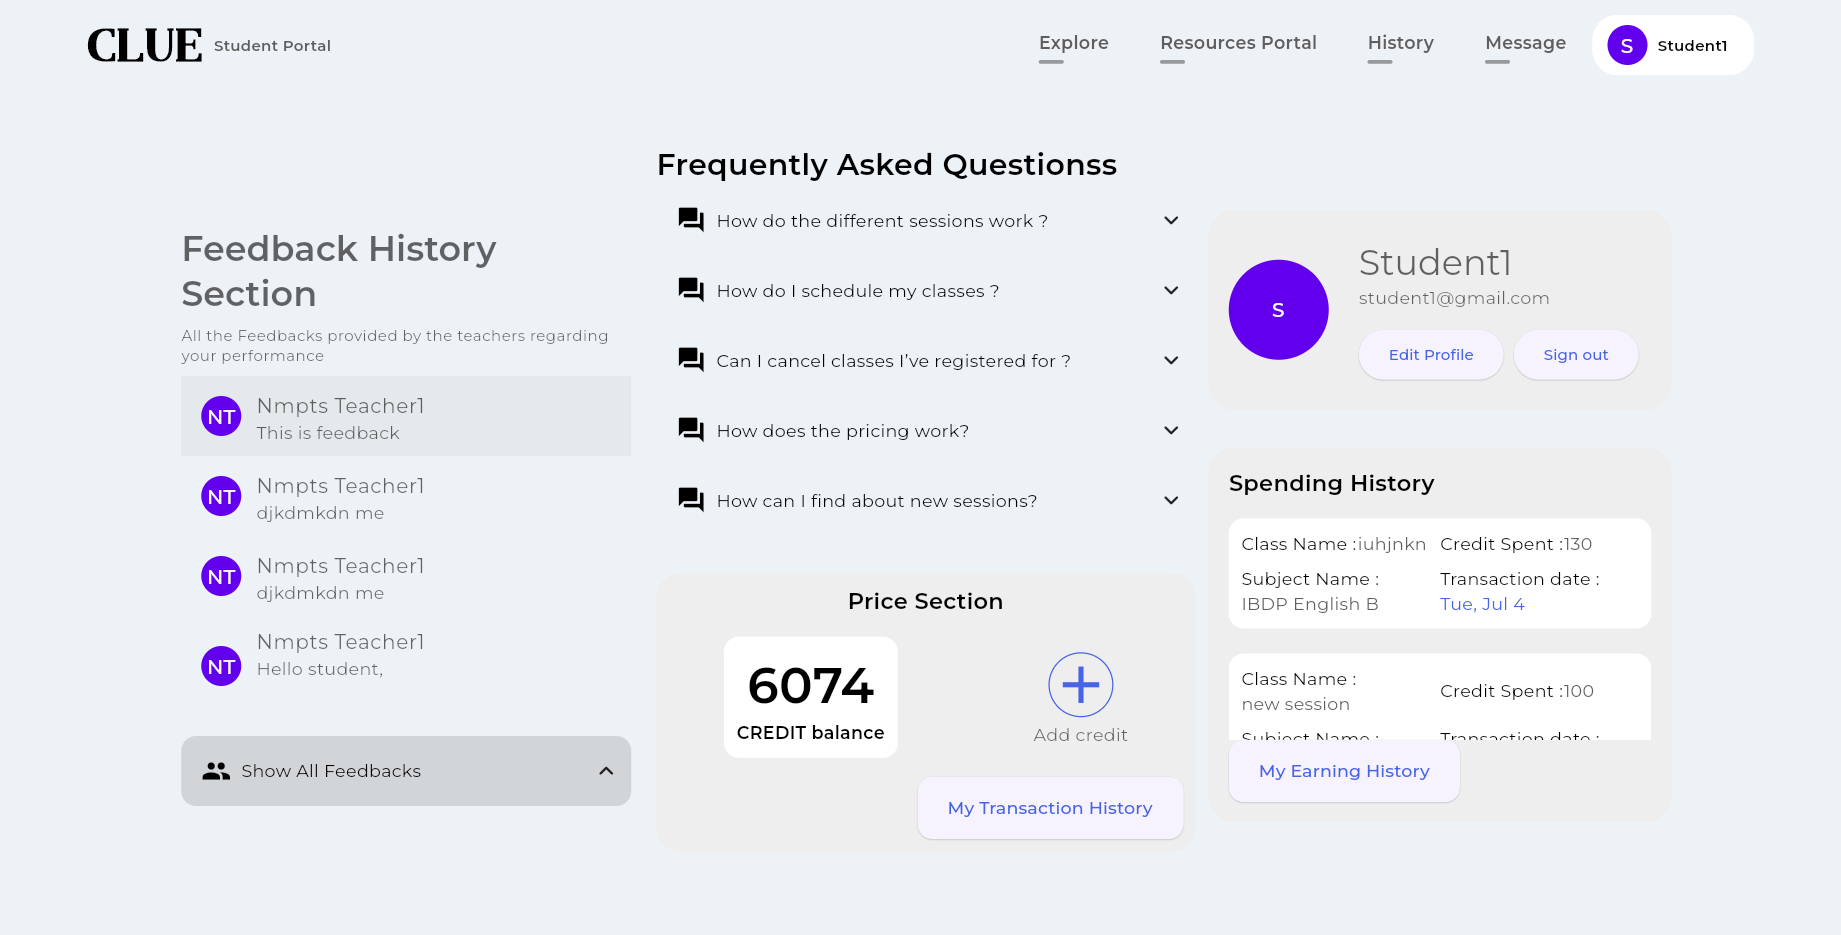 CLUE Student Portal
Explore
Resources Portal
History
Message
S
Student1
Feedback History
Section
All the Feedbacks provided by the teachers regarding
your performance
NT
Nmpts Teacher1
This is feedback
NT
Nmpts Teacher1
djkdmkdn me
NT
Nmpts Teacher1
djkdmkdn me
NT
Nmpts Teacher1
Hello student,
Show All Feedbacks
Frequently Asked Questionss
How do the different sessions work ?
How do I schedule my classes ?
Can I cancel classes I’ve registered for ?
How does the pricing work?
How can I find about new sessions?
Price Section
6074
CREDIT balance
Add credit
My Transaction History
S
Student1
student1@gmail.com
Edit Profile
Sign out
Spending History
Class Name :iuhjnkn
Credit Spent :130
Subject Name :
IBDP English B
Transaction date :
Tue, Jul 4
Class Name :
new session
Credit Spent :100
Subject Name :
Transaction date :
My Earning History